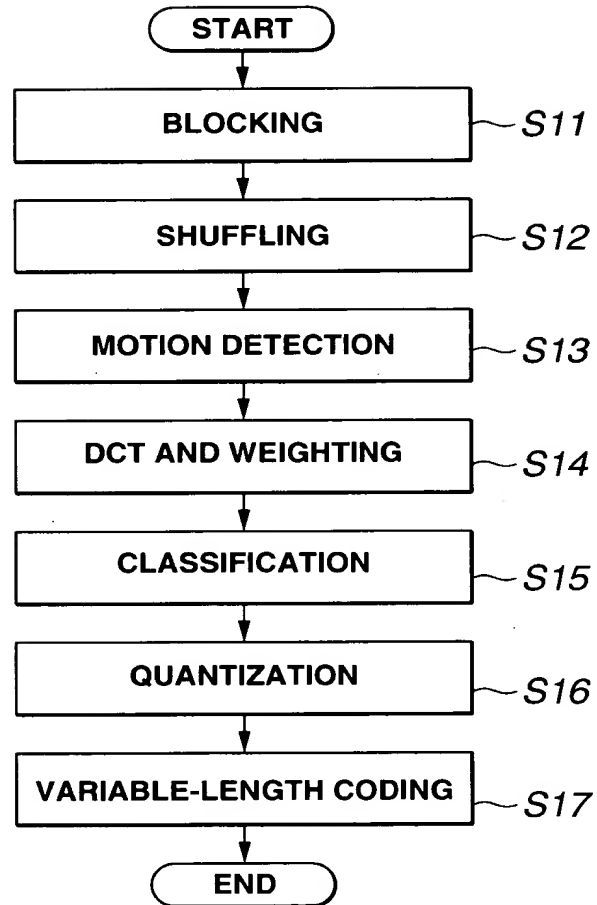 START
BLOCKING
S11
SHUFFLING
S12
MOTION DETECTION
S13
DCT AND WEIGHTING
S14
CLASSIFICATION
S15
QUANTIZATION
S16
VARIABLE-LENGTH CODING
S17
END